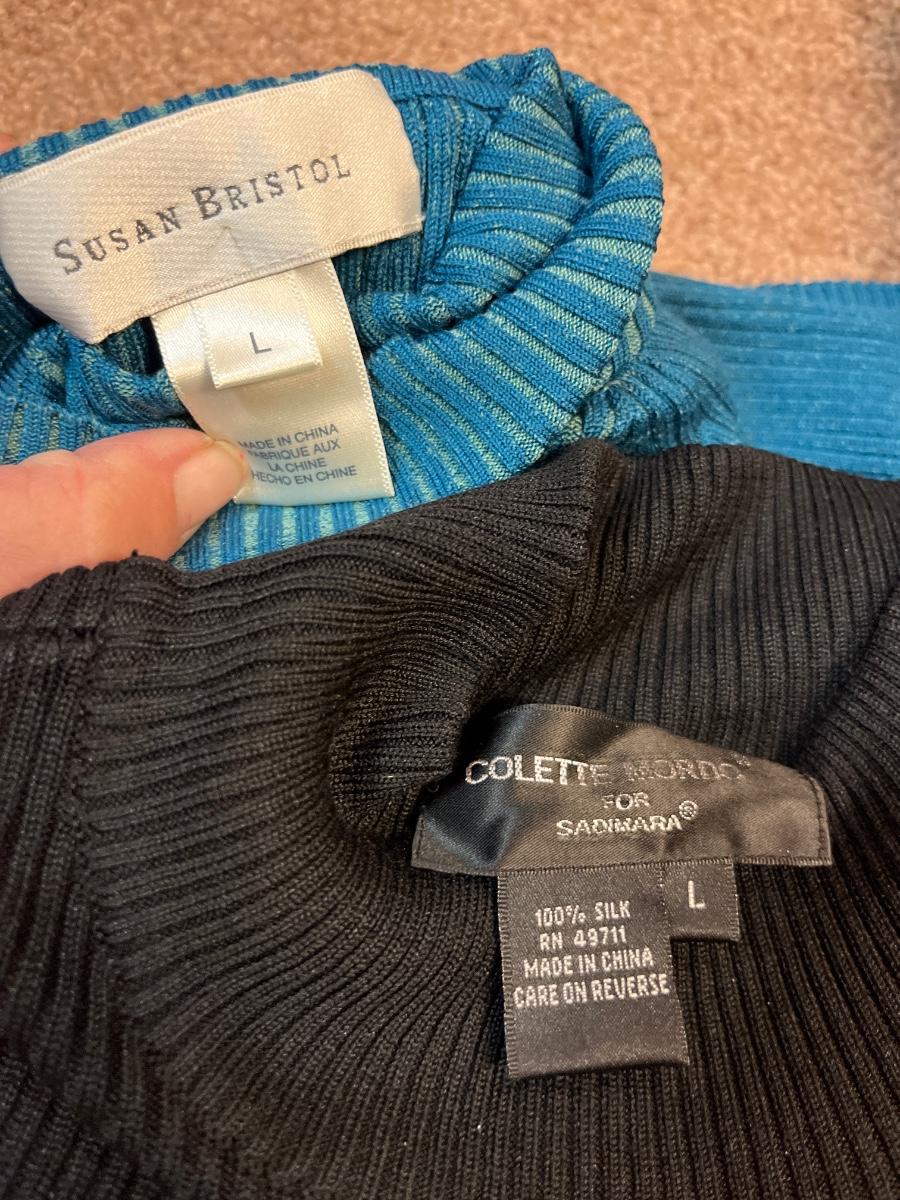 SUSAN BRISTOL
L
MADE IN CHINA
FABRIQUE AUX
LA CHINE
HECHO EN CHINE
COLETTE MORDO®
FOR
SADIMARA®
L
100% SILK
RN 49711
MADE IN CHINA
CARE ON REVERSE